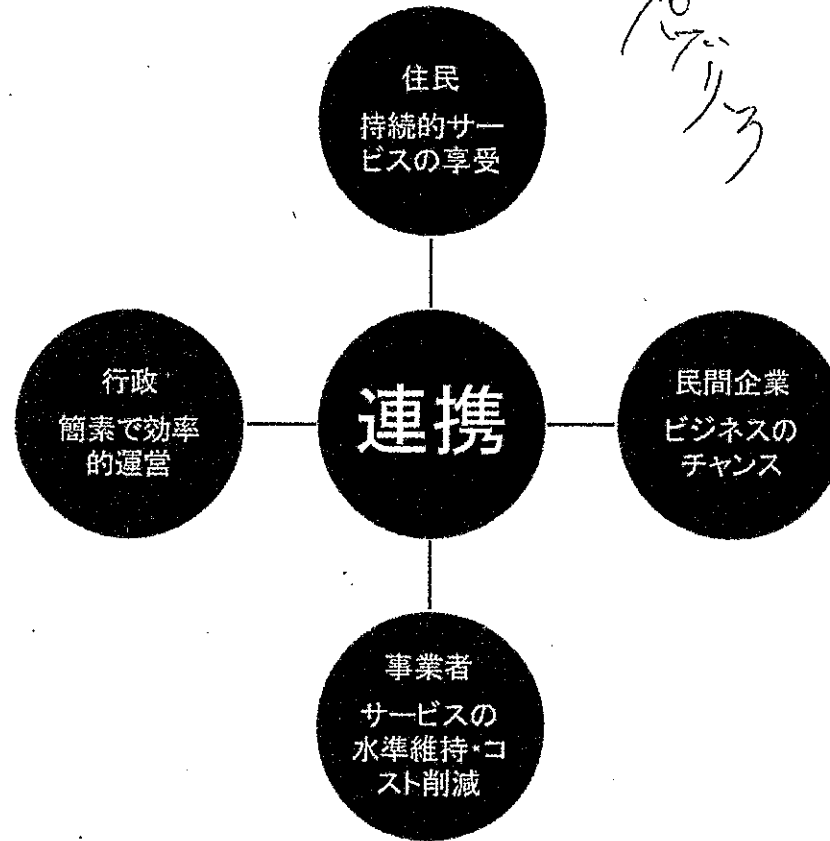 住民
持続的サー
ビスの享受
行政
簡素で効率
的運営
連携
民間企業
ビジネスの
チャンス
事業者
サービスの
水準維持・コ
スト削減